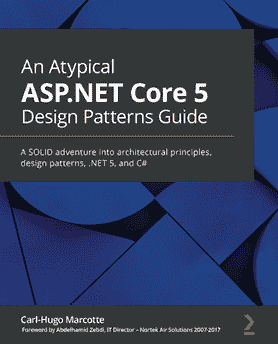 An Atypical
ASP.NET Core 5
Design Patterns Guide
A SOLID adventure into architectural principles,
design patterns, .NET 5, and C#
Carl-Hugo Marcotte
Foreword by Abdelhamid Zebdi, IT Director – Nortek Air Solutions 2007-2017